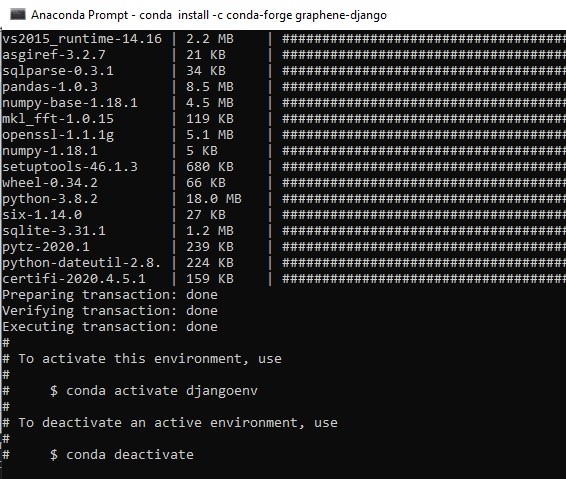 Anaconda Prompt - conda  install -c conda-forge graphene-django
vs2015_runtime-14.16 | 2.2 MB    | ####################################
asgiref-3.2.7        | 21 KB     | ####################################
sqlparse-0.3.1       | 34 KB     | ####################################
pandas-1.0.3         | 8.5 MB    | ####################################
numpy-base-1.18.1    | 4.5 MB    | ####################################
mkl_fft-1.0.15       | 119 KB    | ####################################
openssl-1.1.1g       | 5.1 MB    | ####################################
numpy-1.18.1         | 5 KB      | ####################################
setuptools-46.1.3    | 680 KB    | ####################################
wheel-0.34.2         | 66 KB     | ####################################
python-3.8.2         | 18.0 MB   | ####################################
six-1.14.0           | 27 KB     | ####################################
sqlite-3.31.1        | 1.2 MB    | ####################################
pytz-2020.1          | 239 KB    | ####################################
python-dateutil-2.8. | 224 KB    | ####################################
certifi-2020.4.5.1   | 159 KB    | ####################################
Preparing transaction: done
Verifying transaction: done
Executing transaction: done
#
# To activate this environment, use
#
#     $ conda activate djangoenv
#
# To deactivate an active environment, use
#
#     $ conda deactivate